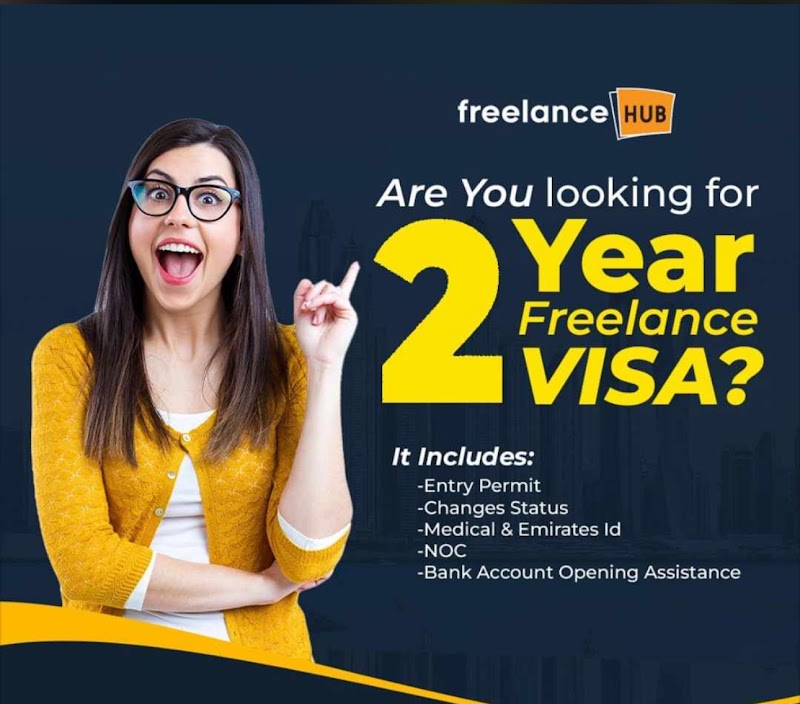 freelance HUB
Are You looking for
2 Year
Freelance
VISA?
It Includes:
-Entry Permit
-Changes Status
-Medical & Emirates Id
-NOC
-Bank Account Opening Assistance